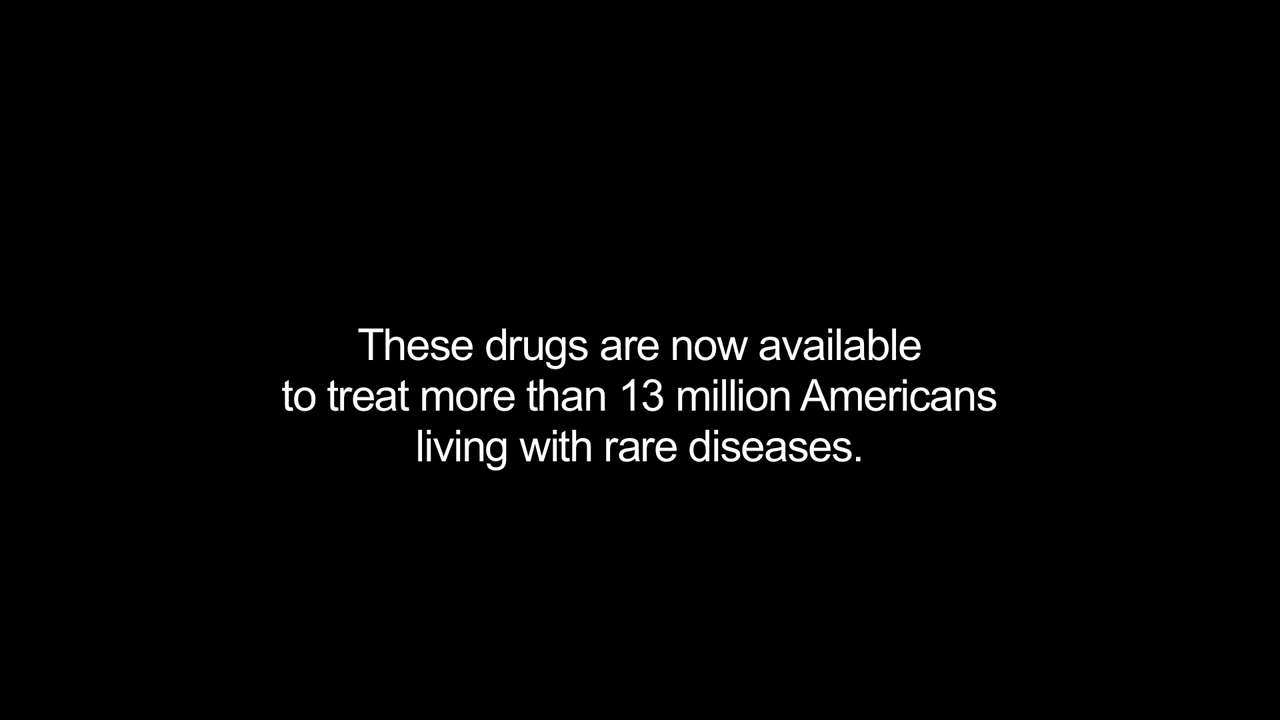 These drugs are now available
to treat more than 13 million Americans
living with rare diseases.